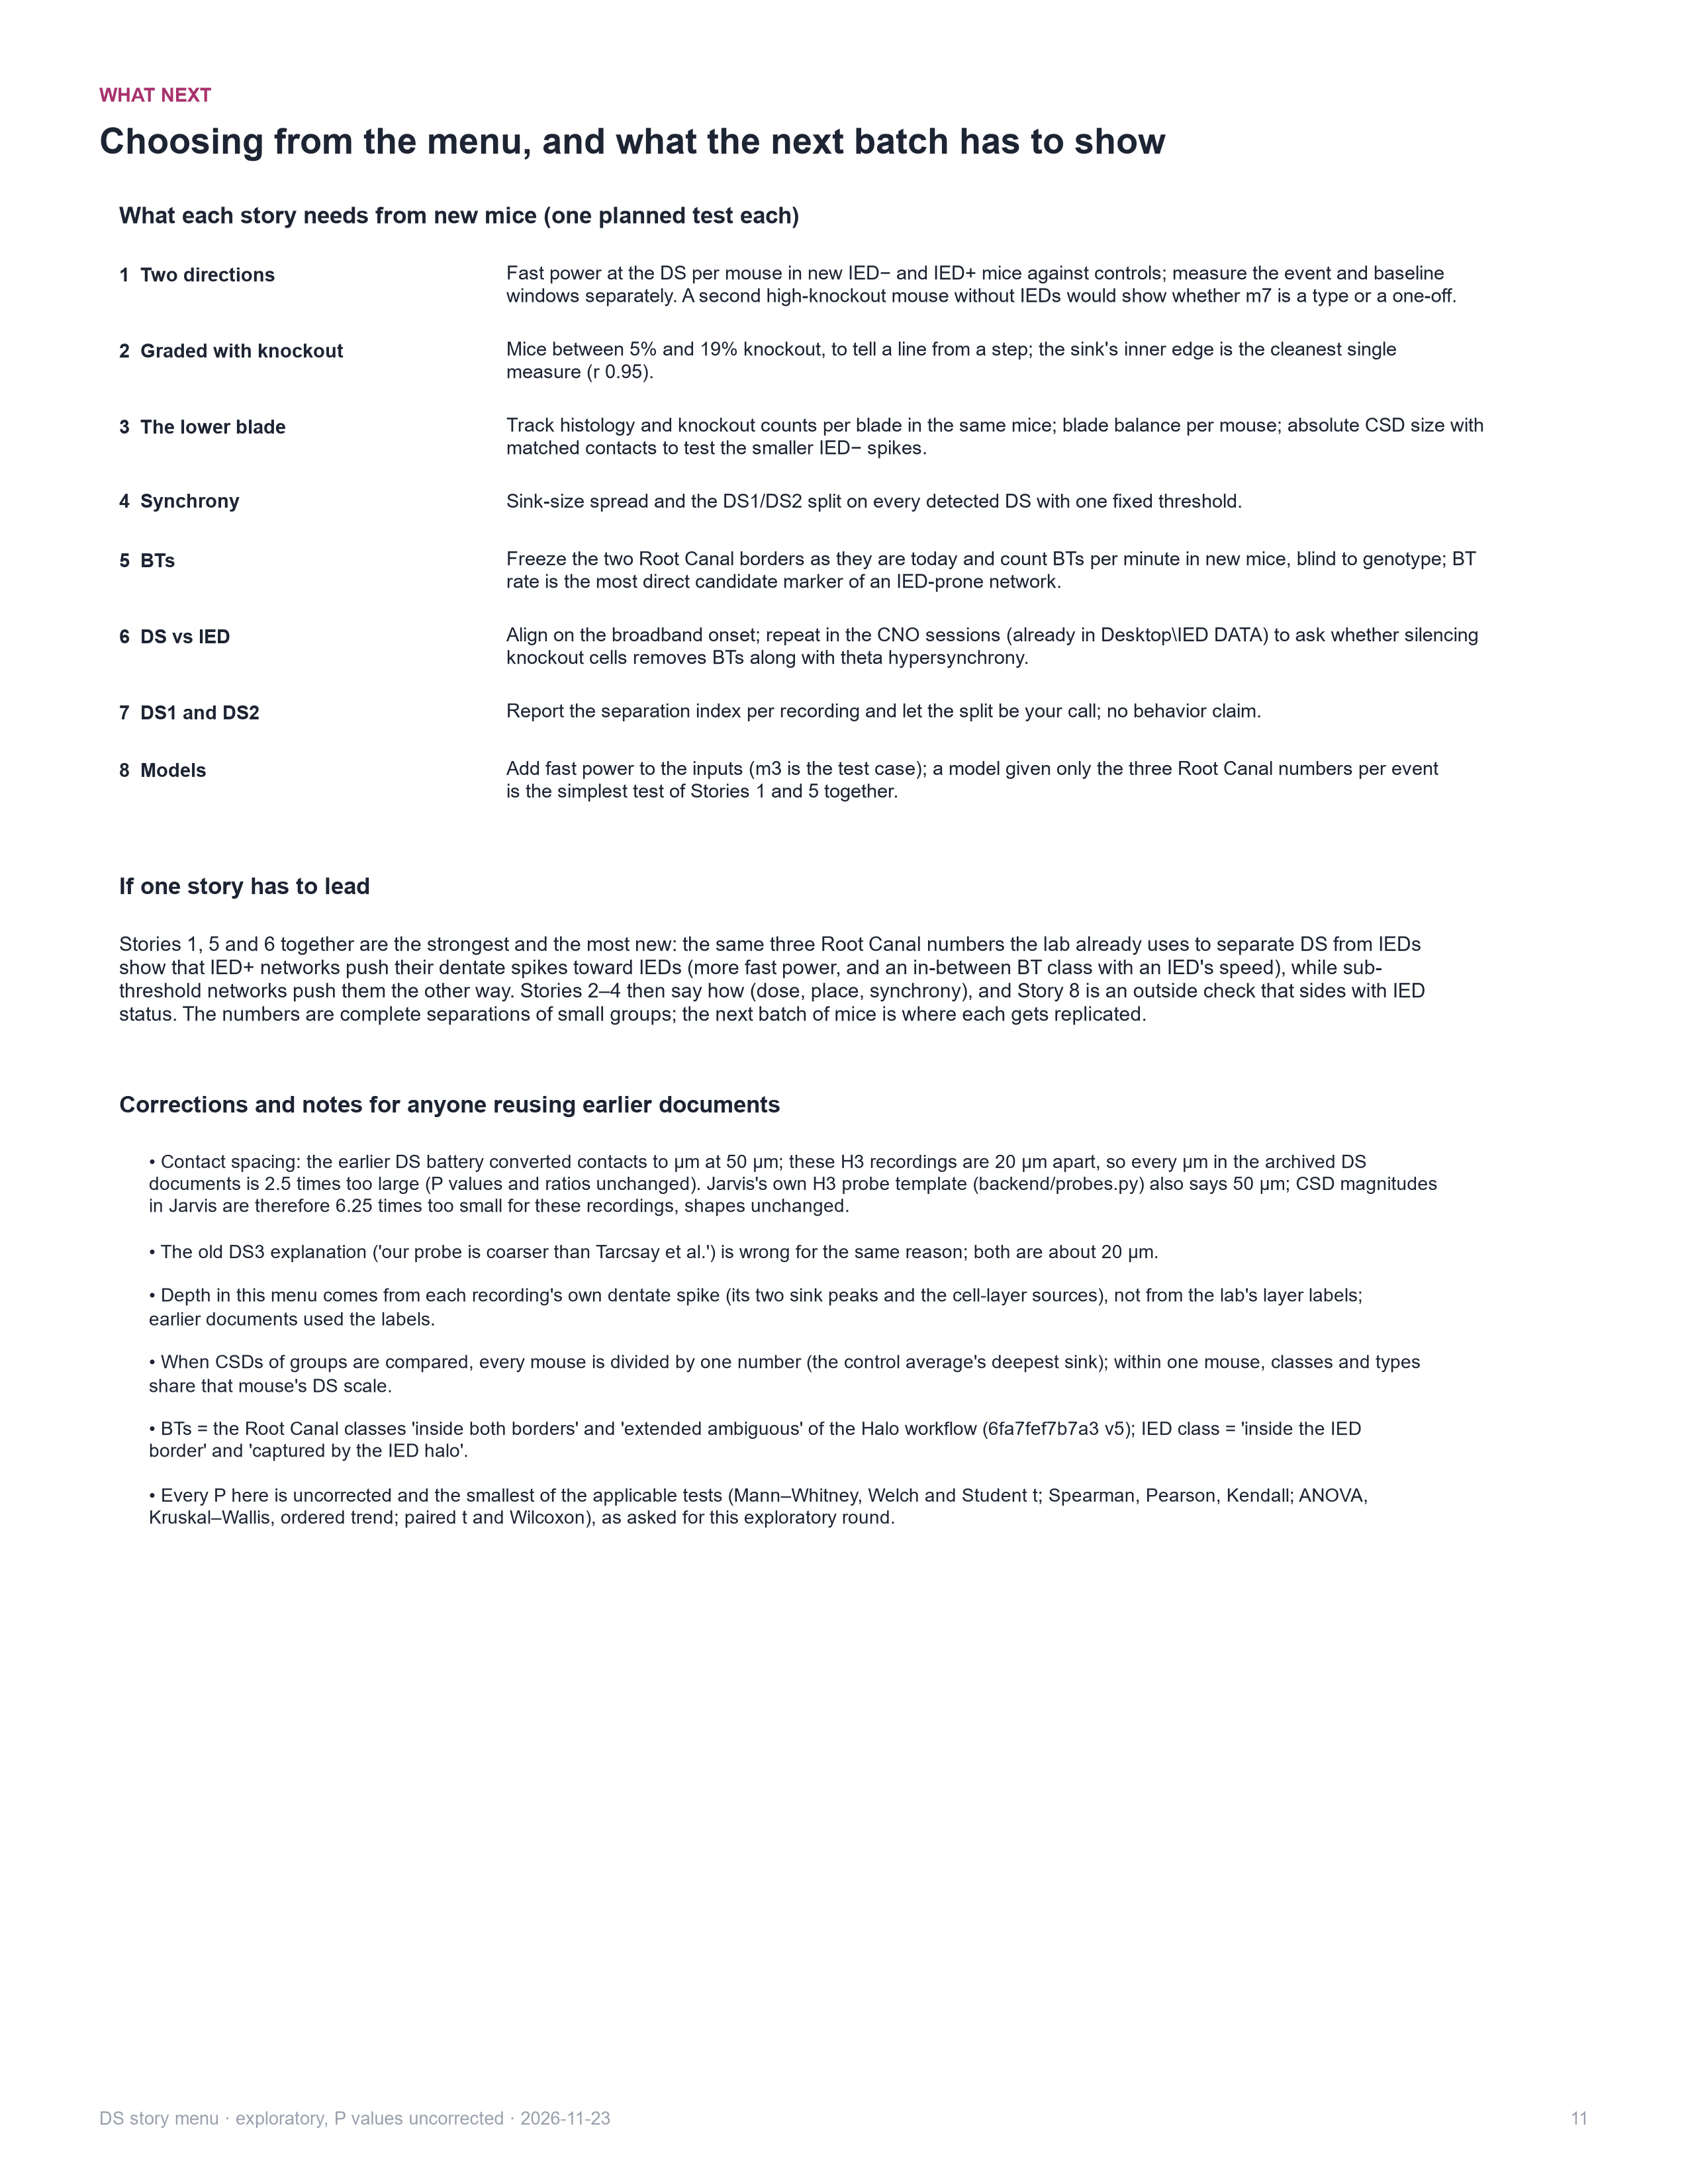 WHAT NEXT
Choosing from the menu, and what the next batch has to show
What each story needs from new mice (one planned test each)
1 Two directions
Fast power at the DS per mouse in new IED− and IED+ mice against controls; measure the event and baseline
windows separately. A second high-knockout mouse without IEDs would show whether m7 is a type or a one-off.
2 Graded with knockout
Mice between 5% and 19% knockout, to tell a line from a step; the sink's inner edge is the cleanest single
measure (r 0.95).
3 The lower blade
Track histology and knockout counts per blade in the same mice; blade balance per mouse; absolute CSD size with
matched contacts to test the smaller IED− spikes.
4 Synchrony
Sink-size spread and the DS1/DS2 split on every detected DS with one fixed threshold.
5 BTs
Freeze the two Root Canal borders as they are today and count BTs per minute in new mice, blind to genotype; BT
rate is the most direct candidate marker of an IED-prone network.
6 DS vs IED
Align on the broadband onset; repeat in the CNO sessions (already in Desktop\IED DATA) to ask whether silencing
knockout cells removes BTs along with theta hypersynchrony.
7 DS1 and DS2
Report the separation index per recording and let the split be your call; no behavior claim.
8 Models
Add fast power to the inputs (m3 is the test case); a model given only the three Root Canal numbers per event
is the simplest test of Stories 1 and 5 together.
If one story has to lead
Stories 1, 5 and 6 together are the strongest and the most new: the same three Root Canal numbers the lab already uses to separate DS from IEDs
show that IED+ networks push their dentate spikes toward IEDs (more fast power, and an in-between BT class with an IED's speed), while sub-
threshold networks push them the other way. Stories 2–4 then say how (dose, place, synchrony), and Story 8 is an outside check that sides with IED
status. The numbers are complete separations of small groups; the next batch of mice is where each gets replicated.
Corrections and notes for anyone reusing earlier documents
• Contact spacing: the earlier DS battery converted contacts to µm at 50 µm; these H3 recordings are 20 µm apart, so every µm in the archived DS
documents is 2.5 times too large (P values and ratios unchanged). Jarvis's own H3 probe template (backend/probes.py) also says 50 µm; CSD magnitudes
in Jarvis are therefore 6.25 times too small for these recordings, shapes unchanged.
• The old DS3 explanation ('our probe is coarser than Tarcsay et al.') is wrong for the same reason; both are about 20 µm.
• Depth in this menu comes from each recording's own dentate spike (its two sink peaks and the cell-layer sources), not from the lab's layer labels;
earlier documents used the labels.
• When CSDs of groups are compared, every mouse is divided by one number (the control average's deepest sink); within one mouse, classes and types
share that mouse's DS scale.
• BTs = the Root Canal classes 'inside both borders' and 'extended ambiguous' of the Halo workflow (6fa7fef7b7a3 v5); IED class = 'inside the IED
border' and 'captured by the IED halo'.
• Every P here is uncorrected and the smallest of the applicable tests (Mann–Whitney, Welch and Student t; Spearman, Pearson, Kendall; ANOVA,
Kruskal–Wallis, ordered trend; paired t and Wilcoxon), as asked for this exploratory round.
DS story menu · exploratory, P values uncorrected · 2026-11-23
11